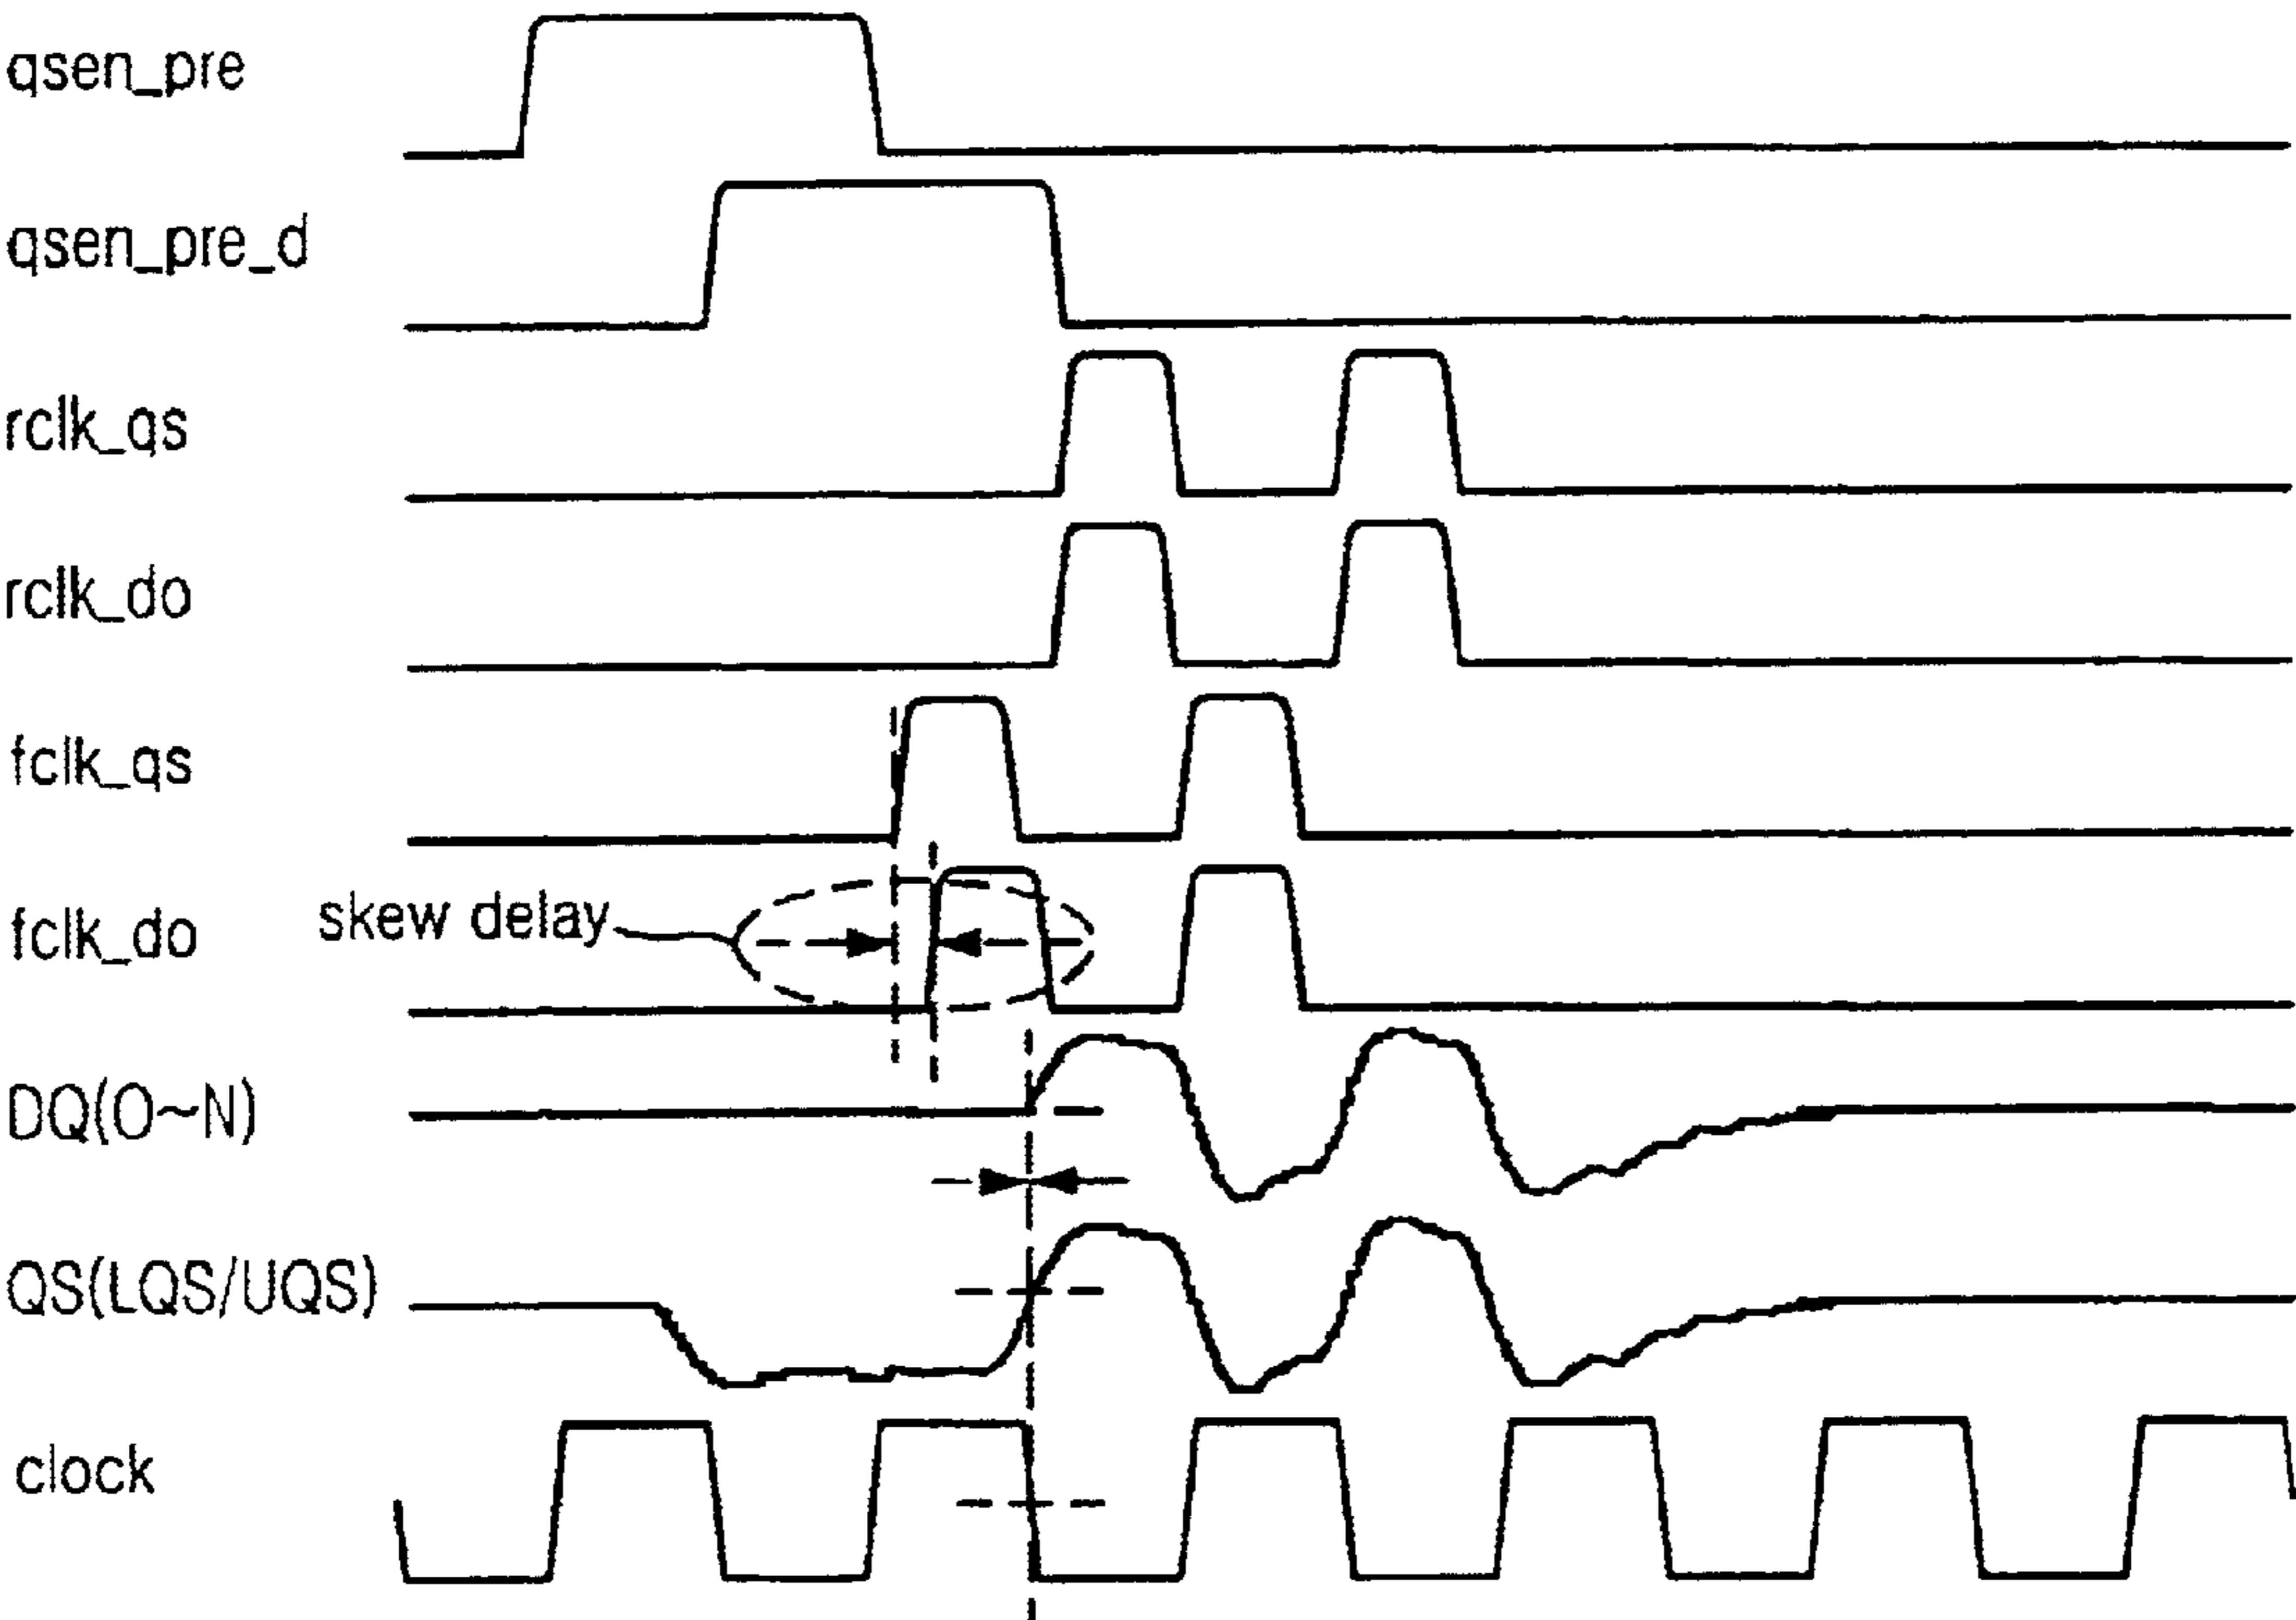 qsen_pre
qsen_pre_d
rclk_qs
rclk_do
fclk_qs
fclk_do
skew delay
DQ(O~N)
QS(LQS/UQS)
clock